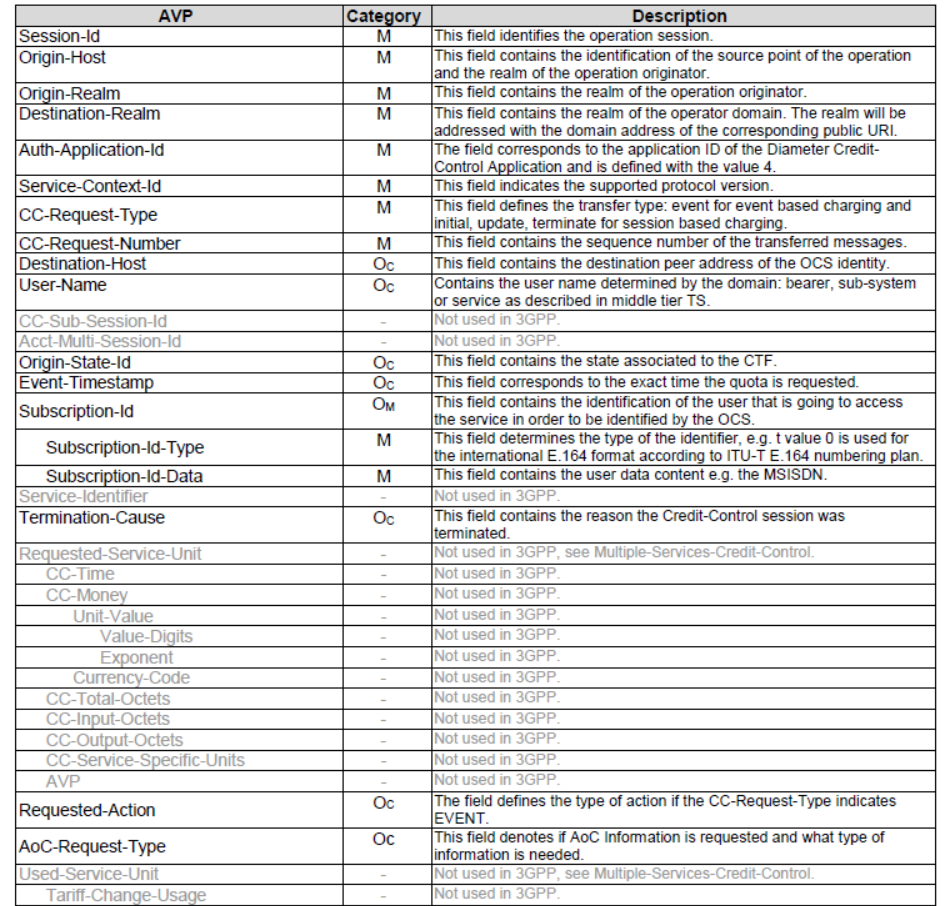 AVP Category Description
Session-Id M This field identifies the operation session.
Origin-Host M This field contains the identification of the source point of the operation
and the realm of the operation originator.
Origin-Realm M This field contains the realm of the operation originator.
Destination-Realm M This field contains the realm of the operator domain. The realm will be
addressed with the domain address of the corresponding public URI.
Auth-Application-Id M The field corresponds to the application ID of the Diameter Credit-
Control Application and is defined with the value 4.
Service-Context-Id M This field indicates the supported protocol version.
CC-Request-Type M This field defines the transfer type: event for event based charging and
initial, update, terminate for session based charging.
CC-Request-Number M This field contains the sequence number of the transferred messages.
Destination-Host Oc This field contains the destination peer address of the OCS identity.
User-Name Oc Contains the user name determined by the domain: bearer, sub-system
or service as described in middle tier TS.
CC-Sub-Session-Id - Not used in 3GPP.
Acct-Multi-Session-Id - Not used in 3GPP.
Origin-State-Id Oc This field contains the state associated to the CTF.
Event-Timestamp Oc This field corresponds to the exact time the quota is requested.
Subscription-Id OM This field contains the identification of the user that is going to access
the service in order to be identified by the OCS.
Subscription-Id-Type M This field determines the type of the identifier, e.g. t value 0 is used for
the international E.164 format according to ITU-T E.164 numbering plan.
Subscription-Id-Data M This field contains the user data content e.g. the MSISDN.
Service-Identifier - Not used in 3GPP.
Termination-Cause Oc This field contains the reason the Credit-Control session was
terminated.
Requested-Service-Unit - Not used in 3GPP, see Multiple-Services-Credit-Control.
CC-Time - Not used in 3GPP.
CC-Money - Not used in 3GPP.
Unit-Value - Not used in 3GPP.
Value-Digits - Not used in 3GPP.
Exponent - Not used in 3GPP.
Currency-Code - Not used in 3GPP.
CC-Total-Octets - Not used in 3GPP.
CC-Input-Octets - Not used in 3GPP.
CC-Output-Octets - Not used in 3GPP.
CC-Service-Specific-Units - Not used in 3GPP.
AVP - Not used in 3GPP.
Requested-Action Oc The field defines the type of action if the CC-Request-Type indicates
EVENT.
AoC-Request-Type Oc This field denotes if AoC Information is requested and what type of
information is needed.
Used-Service-Unit - Not used in 3GPP, see Multiple-Services-Credit-Control.
Tariff-Change-Usage - Not used in 3GPP.